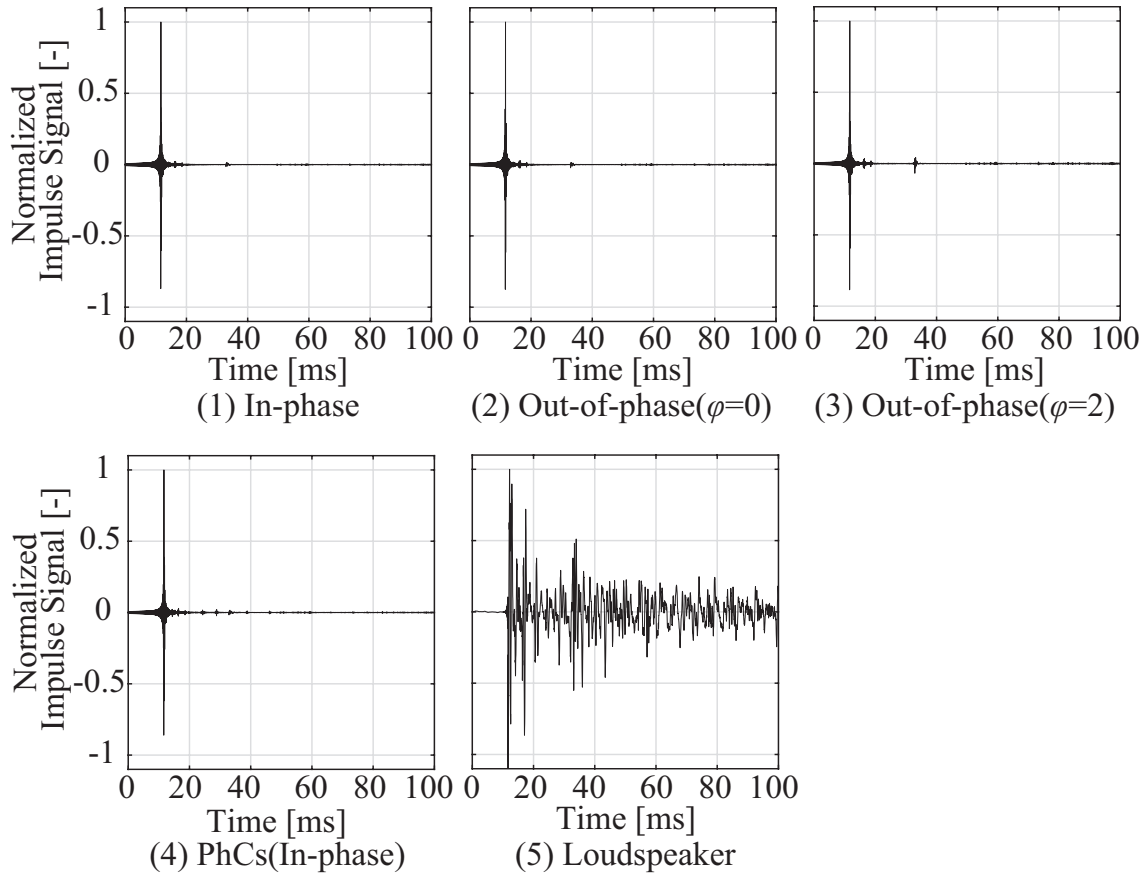 Normalized
Impulse Signal [-]
1
0.5
0
-0.5
-1
0 20 40 60 80 100
Time [ms]
(1) In-phase
0 20 40 60 80 100
Time [ms]
(2) Out-of-phase(φ=0)
0 20 40 60 80 100
Time [ms]
(3) Out-of-phase(φ=2)
Normalized
Impulse Signal [-]
1
0.5
0
-0.5
-1
0 20 40 60 80 100
Time [ms]
(4) PhCs(In-phase)
0 20 40 60 80 100
Time [ms]
(5) Loudspeaker